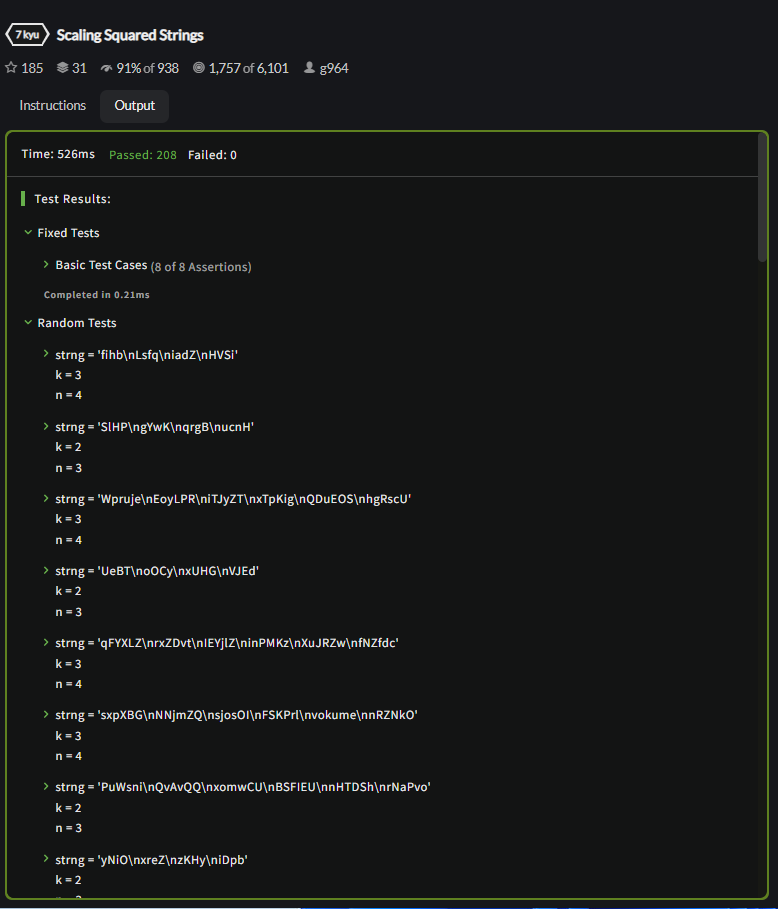 7 kyu Scaling Squared Strings
185 31 91% of 938 1,757 of 6,101 g964
Instructions Output
Time: 526ms Passed: 208 Failed: 0
Test Results:
Fixed Tests
Basic Test Cases (8 of 8 Assertions)
Completed in 0.21ms
Random Tests
strng = 'fihb\nLsfq\niadZ\nHVSi'
k = 3
n = 4
strng = 'SlHP\ngYwK\nqrgB\nucnH'
k = 2
n = 3
strng = 'Wpruje\nEoyLPR\niTJyZT\nxTpKig\nQDuEOS\nhgRscU'
k = 3
n = 4
strng = 'UeBT\noOCy\nxUHG\nVJEd'
k = 2
n = 3
strng = 'qFYXLZ\nrxZDvt\nIEYjlZ\ninPMKz\nXuJRZw\nfNZfdc'
k = 3
n = 4
strng = 'sxpXBG\nNNjmZQ\nsjosOI\nFSKPrl\nvokume\nnRZNkO'
k = 3
n = 4
strng = 'PuWsni\nQvAvQQ\nxomwCU\nBSFIEU\nnHTDSh\nrNaPvo'
k = 2
n = 3
strng = 'yNiO\nxreZ\nzKHy\niDpb'
k = 2